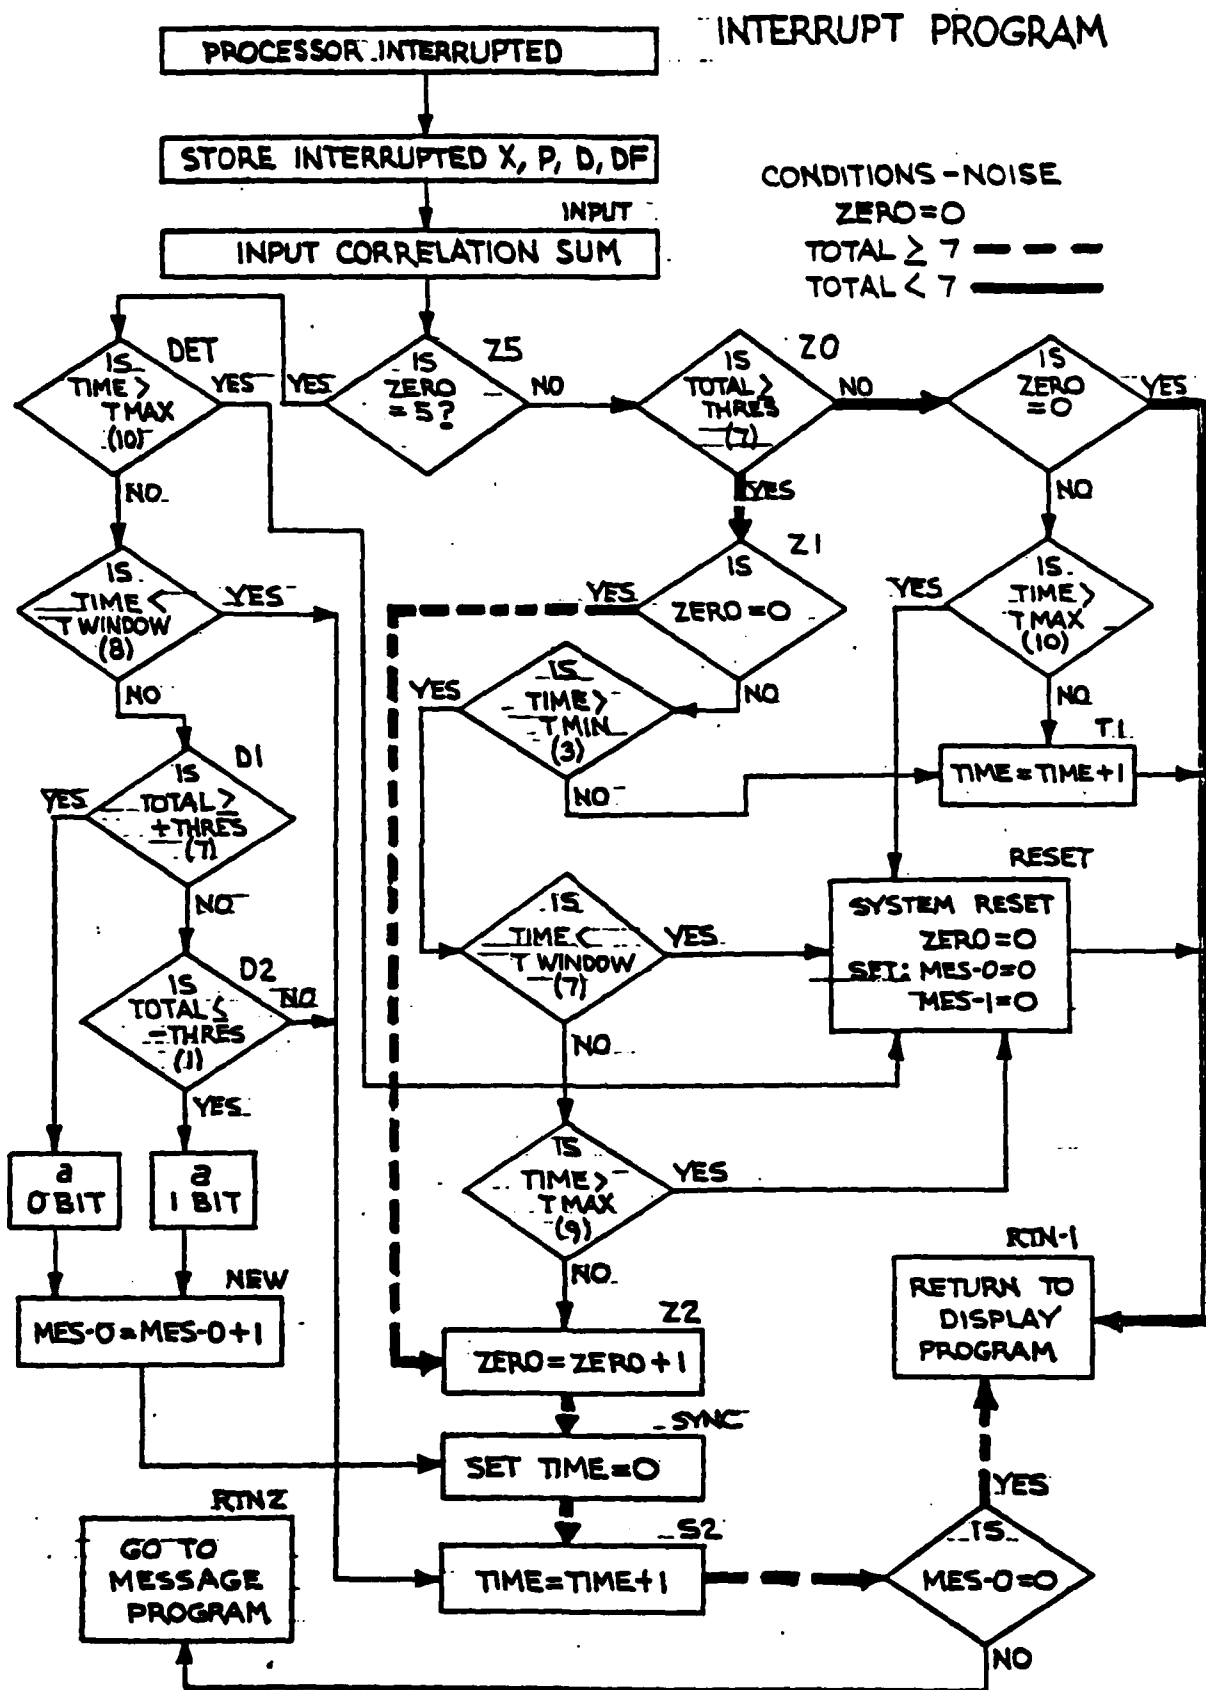 INTERRUPT PROGRAM
PROCESSOR INTERRUPTED
STORE INTERRUPTED X, P, D, DF
INPUT
INPUT CORRELATION SUM
CONDITIONS - NOISE
ZERO = 0
TOTAL ≥ 7
TOTAL < 7
DET
IS
TIME >
T MAX
(10)
YES
NO
YES
Z5
IS
ZERO
= 5?
NO
Z0
IS
TOTAL ≥
THRES
(7)
NO
YES
IS
ZERO
= 0
YES
NO
IS
TIME <
T WINDOW
(8)
YES
NO
Z1
IS
ZERO = 0
YES
NO
IS
TIME >
T MAX
(10)
YES
NO
IS
TIME >
T MIN
(3)
YES
NO
T1
TIME = TIME + 1
D1
IS
TOTAL ≥
+ THRES
(7)
YES
NO
IS
TIME <
T WINDOW
(7)
YES
NO
RESET
SYSTEM RESET
ZERO = 0
SET: MES-0 = 0
MES-1 = 0
D2
IS
TOTAL ≤
- THRES
(1)
NO
YES
a
0 BIT
a
1 BIT
IS
TIME >
T MAX
(9)
YES
NO
NEW
MES-0 = MES-0 + 1
Z2
ZERO = ZERO + 1
RTN-1
RETURN TO
DISPLAY
PROGRAM
SYNC
SET TIME = 0
RTN2
GO TO
MESSAGE
PROGRAM
S2
TIME = TIME + 1
YES
IS
MES-0 = 0
NO